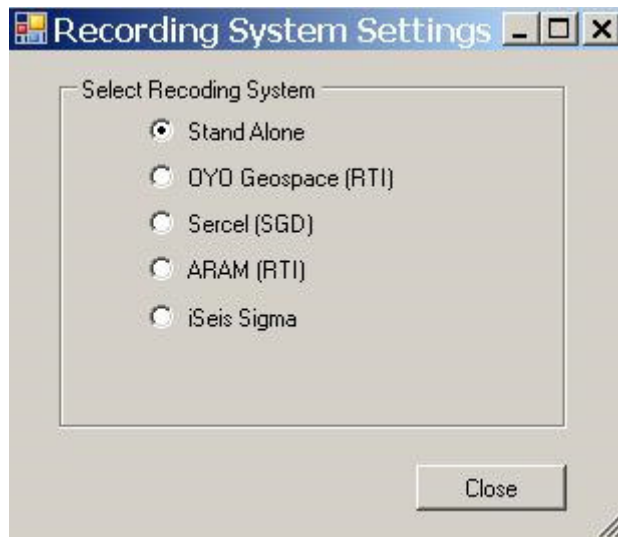 Recording System Settings
Select Recoding System
Stand Alone
OYO Geospace (RTI)
Sercel (SGD)
ARAM (RTI)
iSeis Sigma
Close